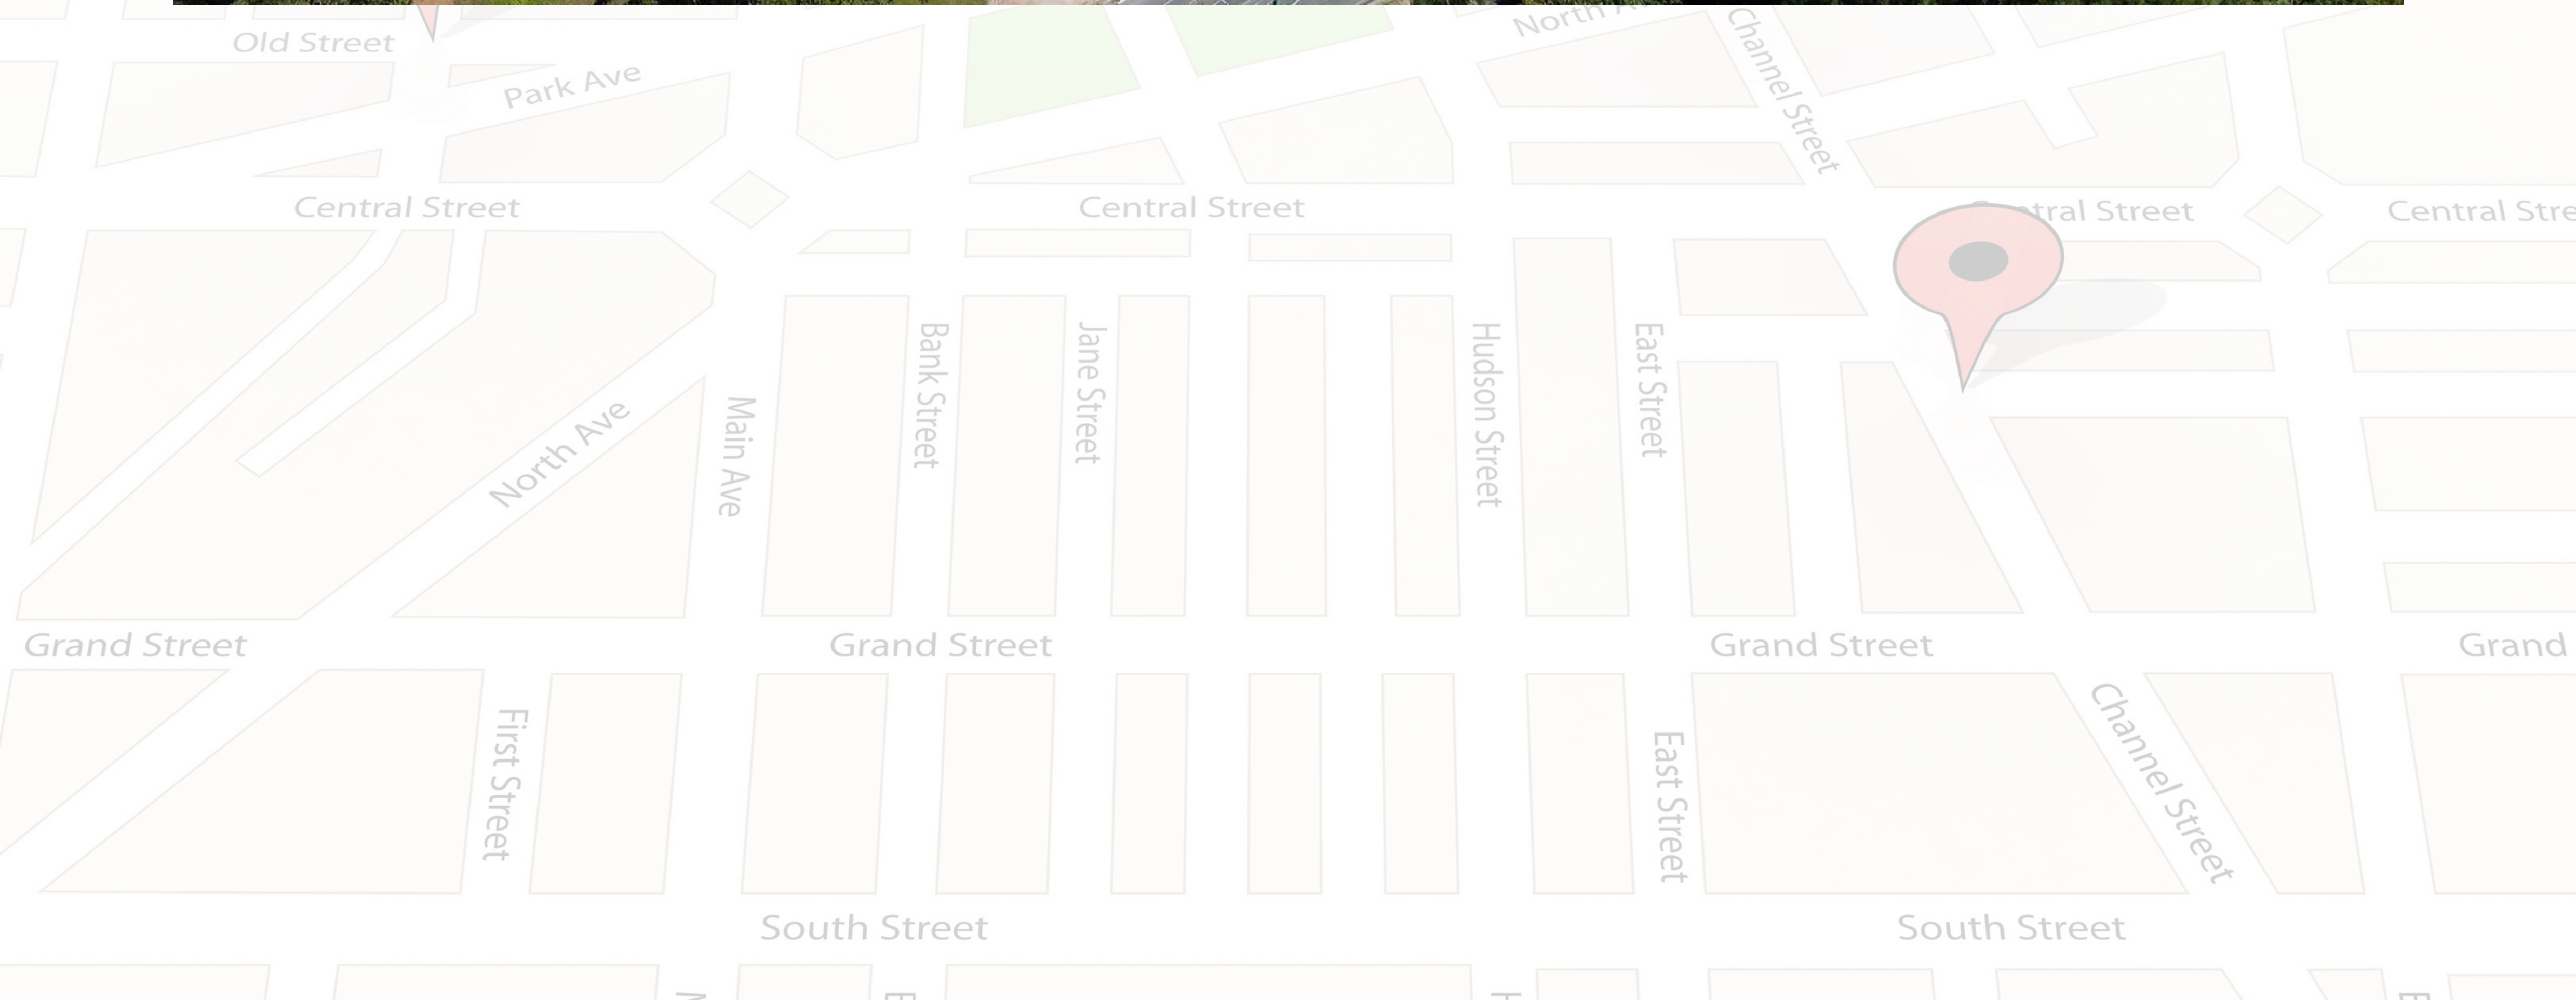 Old Street
Park Ave
North
Channel Street
Central Street
Central Street
tral Street
Central Stre
North Ave
Main Ave
Bank Street
Jane Street
Hudson Street
East Street
Grand Street
Grand Street
Grand Street
Grand
First Street
East Street
Channel Street
South Street
South Street